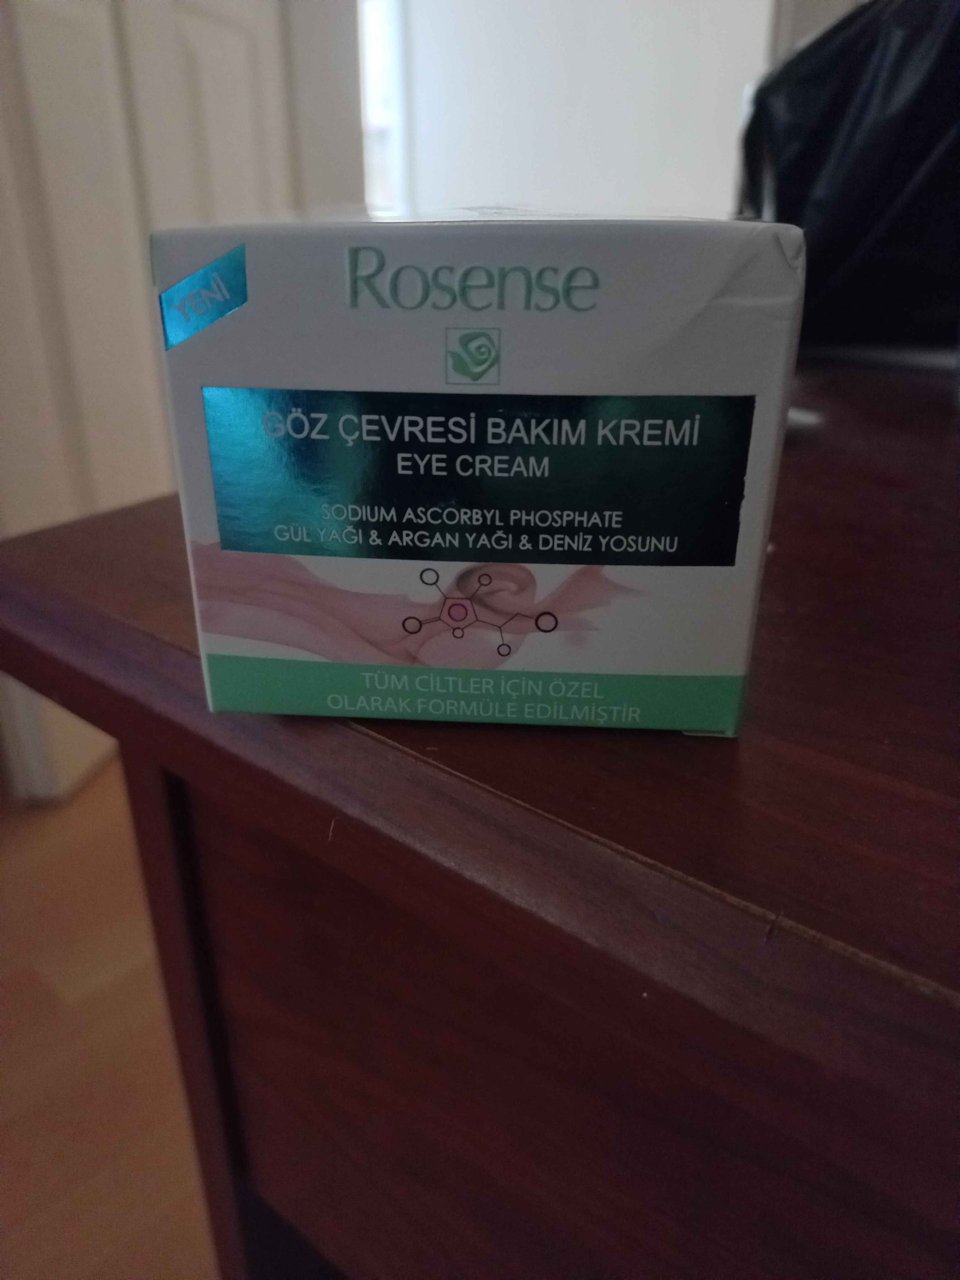 YENİ
Rosense
GÖZ ÇEVRESİ BAKIM KREMİ
EYE CREAM
SODIUM ASCORBYL PHOSPHATE
GÜL YAĞI & ARGAN YAĞI & DENİZ YOSUNU
TÜM CİLTLER İÇİN ÖZEL
OLARAK FORMÜLE EDİLMİŞTİR